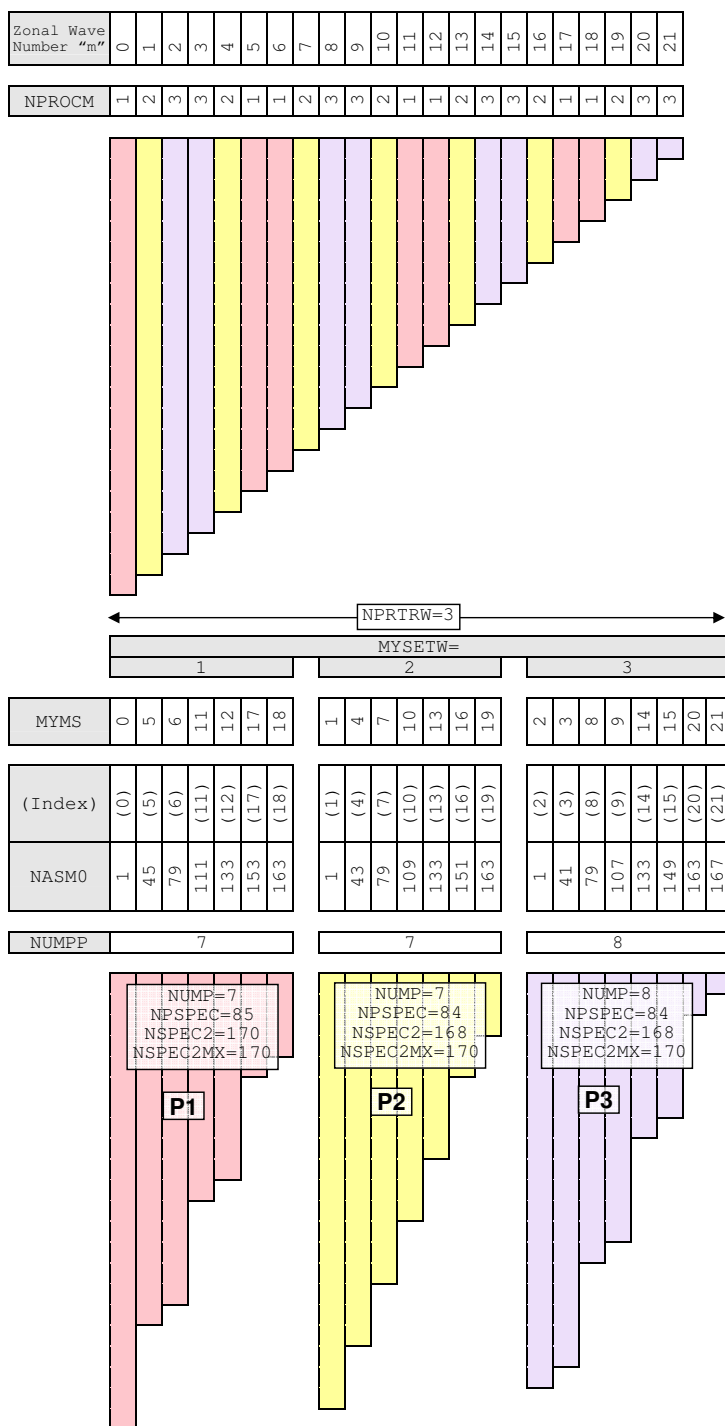 Zonal Wave Number "m" 0 1 2 3 4 5 6 7 8 9 10 11 12 13 14 15 16 17 18 19 20 21
NPROCM 1 2 3 3 2 1 1 2 3 3 2 1 1 2 3 3 2 1 1 2 3 3
NPRTRW=3
MYSETW=
1 2 3
MYMS 0 5 6 11 12 17 18 1 4 7 10 13 16 19 2 3 8 9 14 15 20 21
(Index) (0) (5) (6) (11) (12) (17) (18) (1) (4) (7) (10) (13) (16) (19) (2) (3) (8) (9) (14) (15) (20) (21)
NASM0 1 45 79 111 133 153 163 1 43 79 109 133 151 163 1 41 79 107 133 149 163 167
NUMPP 7 7 8
NUMP=7
NPSPEC=85
NSPEC2=170
NSPEC2MX=170
P1
NUMP=7
NPSPEC=84
NSPEC2=168
NSPEC2MX=170
P2
NUMP=8
NPSPEC=84
NSPEC2=168
NSPEC2MX=170
P3